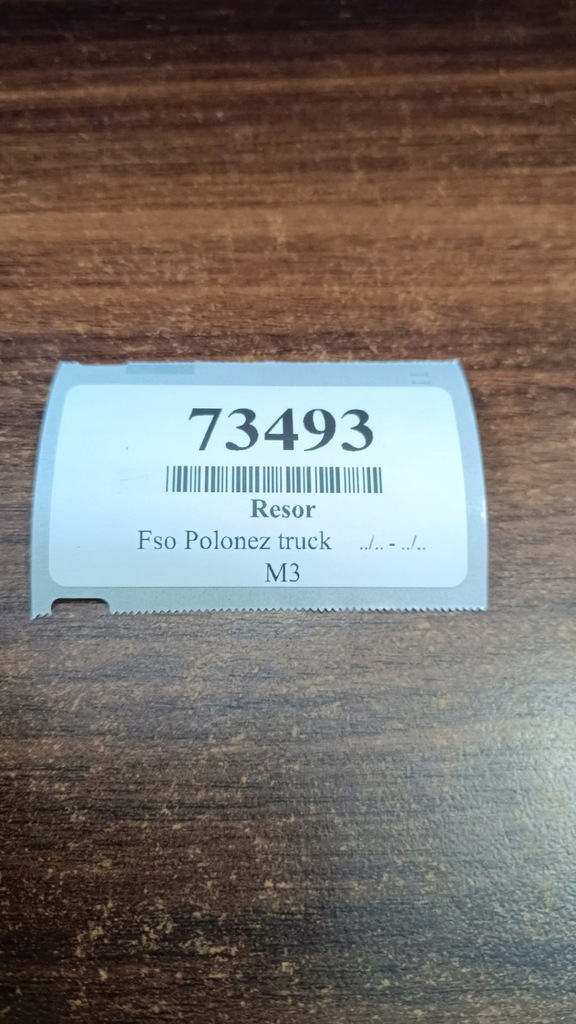 73493
Resor
Fso Polonez truck ../.. - ../..
M3